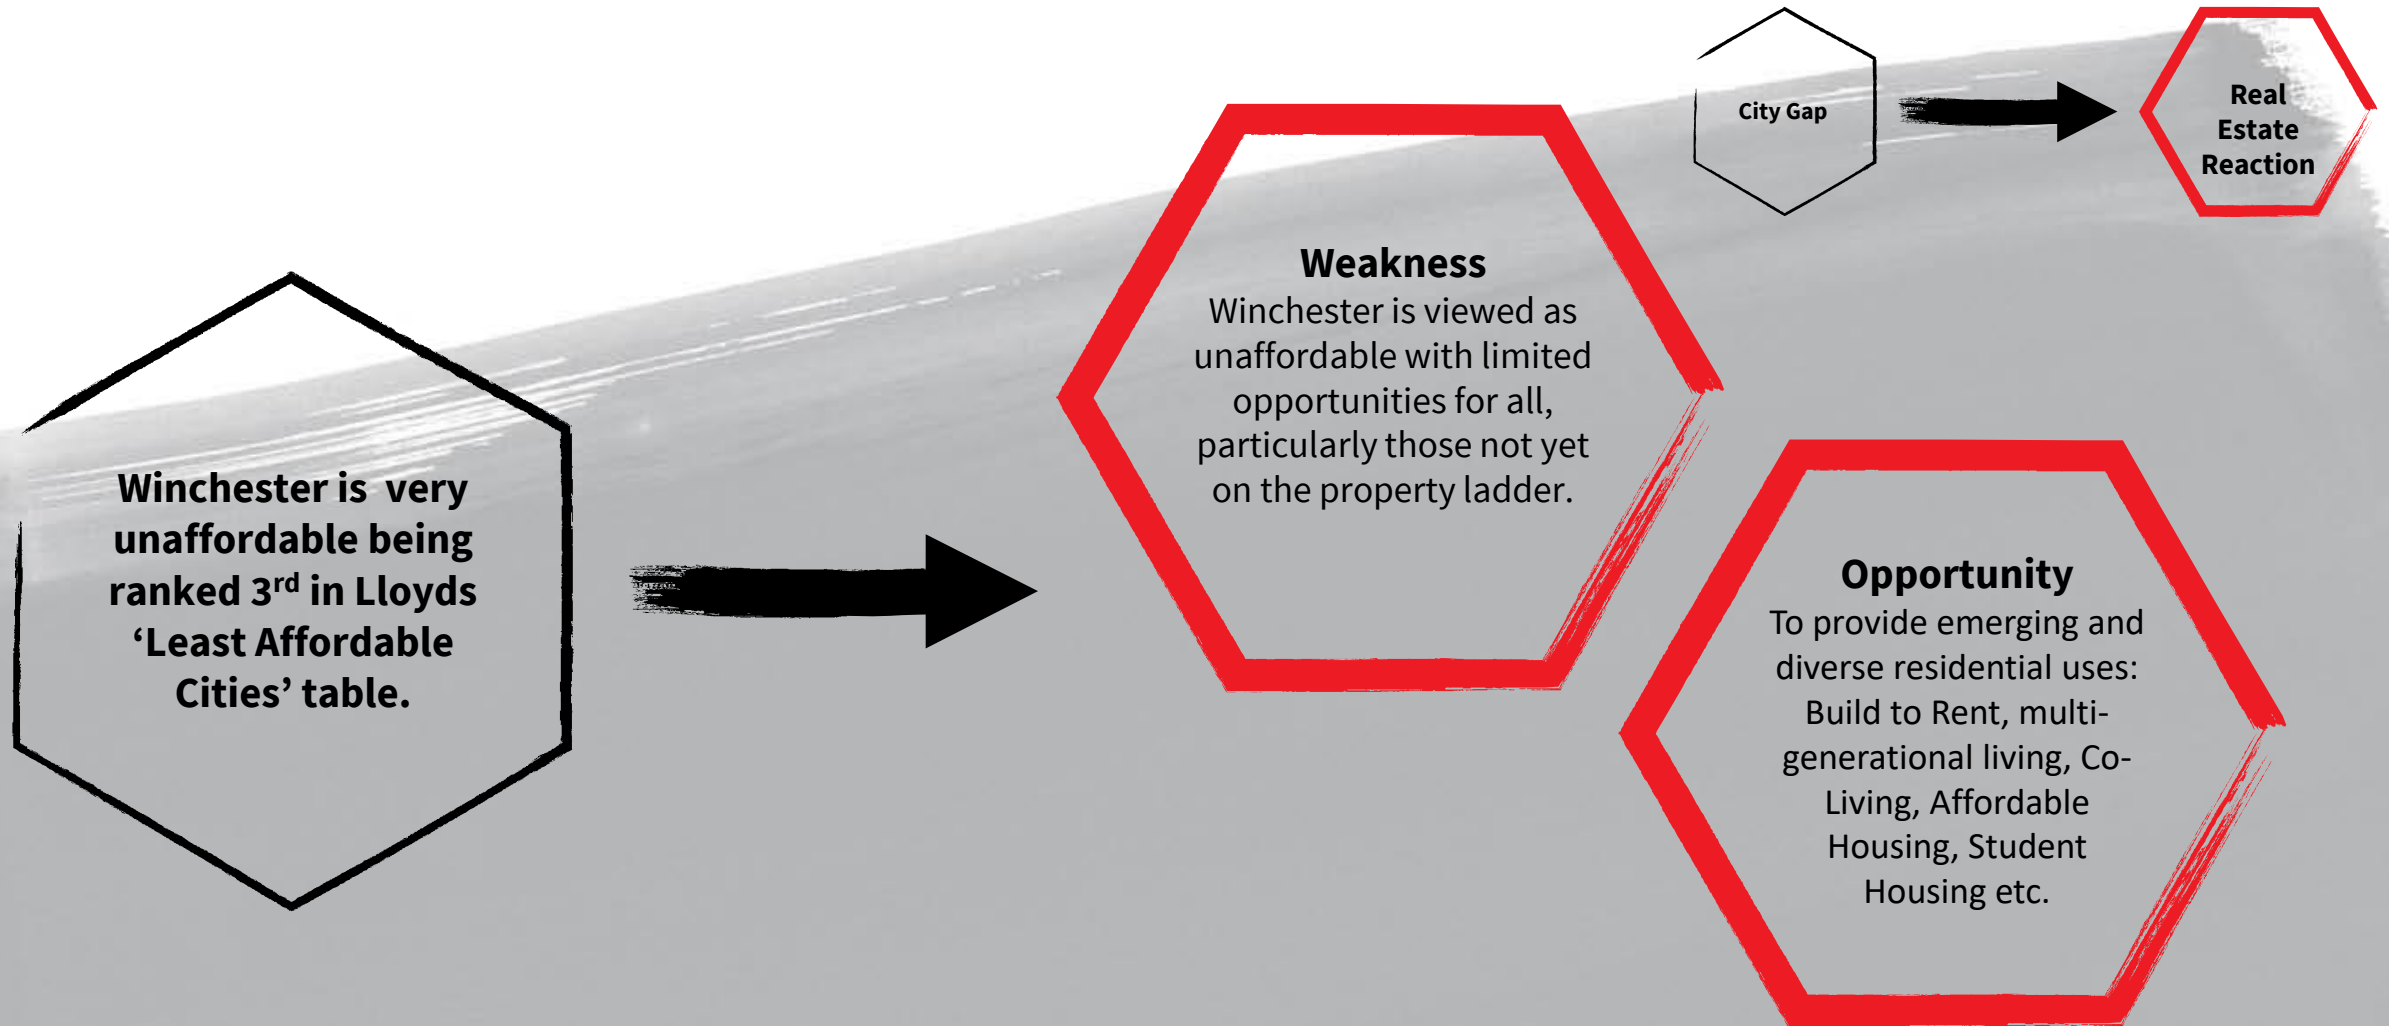 City Gap
Real
Estate
Reaction
Winchester is very
unaffordable being
ranked 3rd in Lloyds
‘Least Affordable
Cities’ table.
Weakness
Winchester is viewed as
unaffordable with limited
opportunities for all,
particularly those not yet
on the property ladder.
Opportunity
To provide emerging and
diverse residential uses:
Build to Rent, multi-
generational living, Co-
Living, Affordable
Housing, Student
Housing etc.